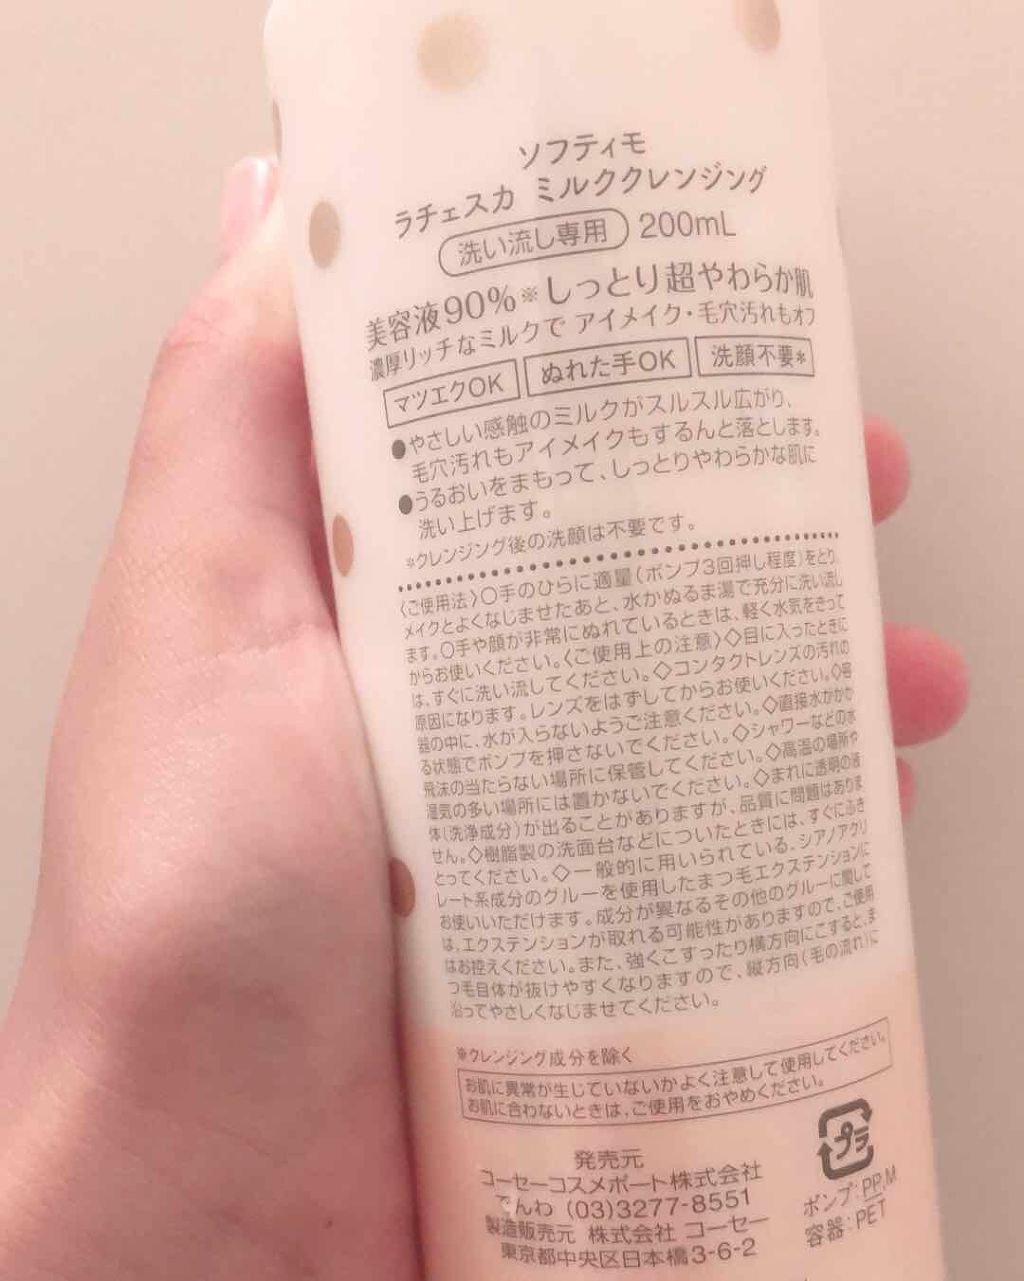 ソフティモ
ラチェスカ ミルククレンジング
洗い流し専用 200mL
美容液90%※しっとり超やわらか肌
濃厚リッチなミルクで アイメイク・毛穴汚れもオフ
マツエクOK ぬれた手OK 洗顔不要*
●やさしい感触のミルクがスルスル広がり、
毛穴汚れもアイメイクもするんと落とします。
●うるおいをまもって、しっとりやわらかな肌に
洗い上げます。
*クレンジング後の洗顔は不要です。
〈ご使用法〉○手のひらに適量(ポンプ3回押し程度)をとり、
メイクとよくなじませたあと、水かぬるま湯で充分に洗い流し
ます。○手や顔が非常にぬれているときは、軽く水気をきって
からお使いください。〈ご使用上の注意〉◇目に入ったときに
は、すぐに洗い流してください。◇コンタクトレンズの汚れの
原因になります。レンズをはずしてからお使いください。◇容
器の中に、水が入らないようご注意ください。◇直接水がかか
る状態でポンプを押さないでください。◇シャワーなどの水
飛沫の当たらない場所に保管してください。◇高温の場所や
湿気の多い場所には置かないでください。◇まれに透明の液
体(洗浄成分)が出ることがありますが、品質に問題はありま
せん。◇樹脂製の洗面台などについたときには、すぐにふき
とってください。◇一般的に用いられている、シアノアクリ
レート系成分のグルーを使用したまつ毛エクステンションに
お使いいただけます。成分が異なるその他のグルーに関して
は、エクステンションが取れる可能性がありますので、ご使用
はお控えください。また、強くこすったり横方向にこすると、ま
つ毛自体が抜けやすくなりますので、縦方向(毛の流れ)に
沿ってやさしくなじませてください。
※クレンジング成分を除く
お肌に異常が生じていないかよく注意して使用してください。
お肌に合わないときは、ご使用をおやめください。
発売元
コーセーコスメポート株式会社
でんわ (03)3277-8551
製造販売元 株式会社 コーセー
東京都中央区日本橋3-6-2
プラ
ポンプ:PP,M
容器:PET